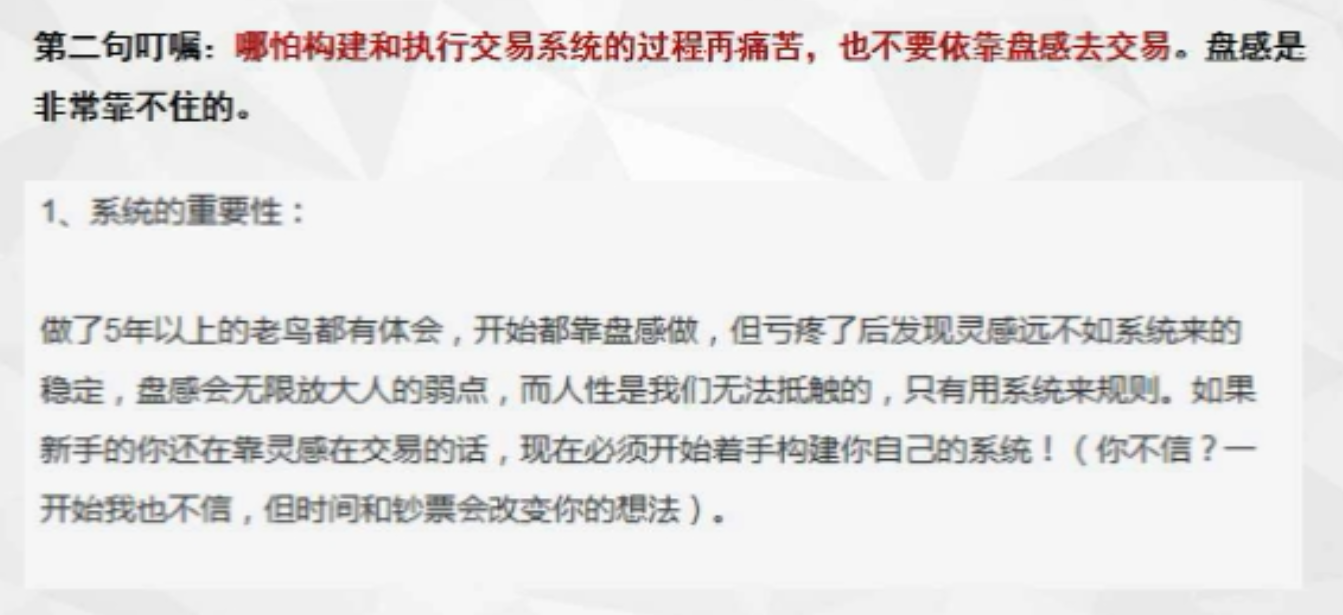 第二句叮嘱：哪怕构建和执行交易系统的过程再痛苦，也不要依靠盘感去交易。盘感是
非常靠不住的。
1、系统的重要性：
做了5年以上的老鸟都有体会，开始都靠盘感做，但亏疼了后发现灵感远不如系统来的
稳定，盘感会无限放大人的弱点，而人性是我们无法抵触的，只有用系统来规则。如果
新手的你还在靠灵感在交易的话，现在必须开始着手构建你自己的系统！（你不信？一
开始我也不信，但时间和钞票会改变你的想法）。